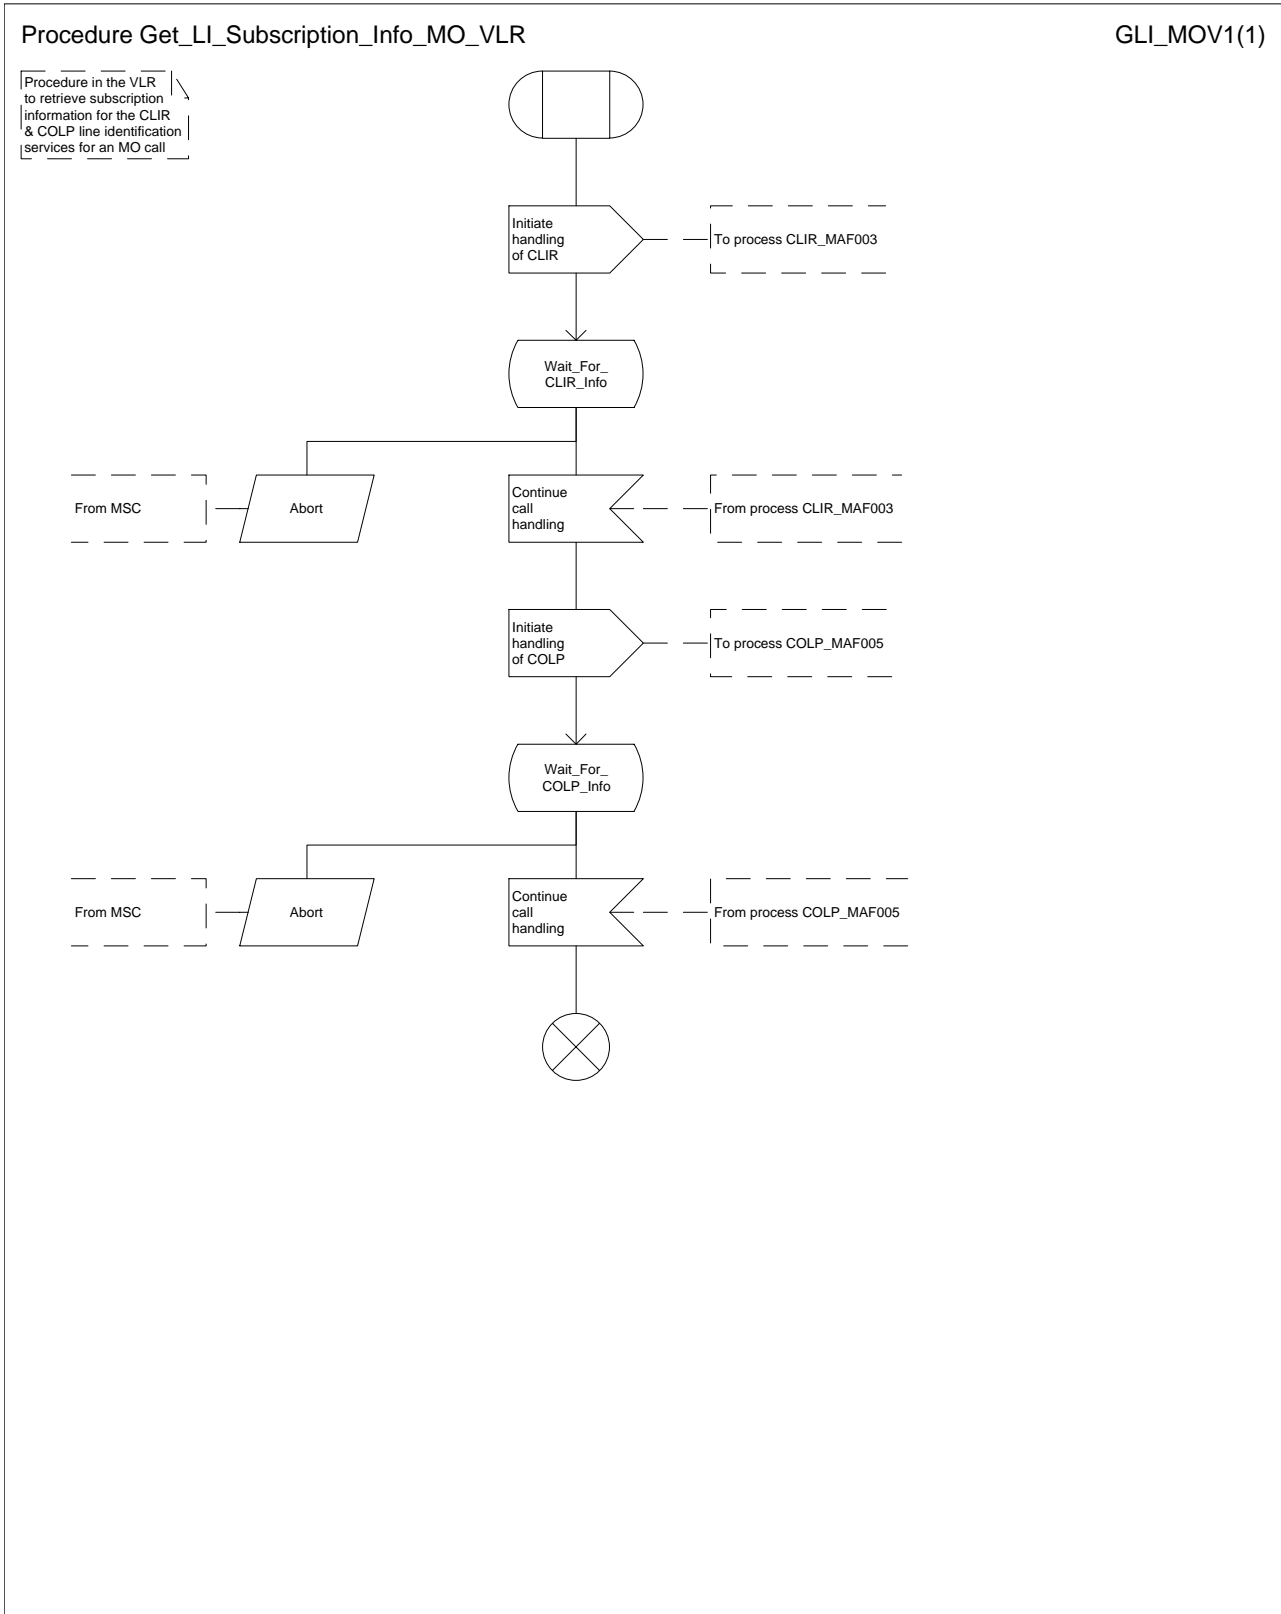 Procedure Get_LI_Subscription_Info_MO_VLR
GLI_MOV1(1)
Procedure in the VLR
to retrieve subscription
information for the CLIR
& COLP line identification
services for an MO call
Initiate
handling
of CLIR
To process CLIR_MAF003
Wait_For_
CLIR_Info
From MSC
Abort
Continue
call
handling
From process CLIR_MAF003
Initiate
handling
of COLP
To process COLP_MAF005
Wait_For_
COLP_Info
From MSC
Abort
Continue
call
handling
From process COLP_MAF005